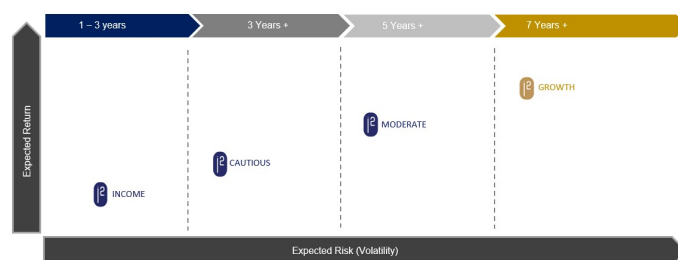 1 – 3 years
3 Years +
5 Years +
7 Years +
Expected Return
GROWTH
MODERATE
CAUTIOUS
INCOME
Expected Risk (Volatility)